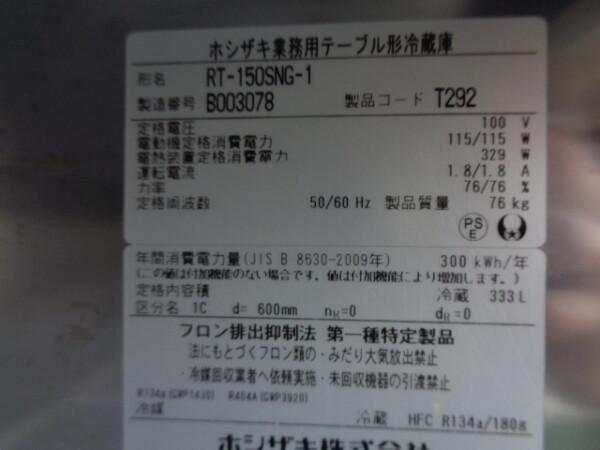 ホシザキ業務用テーブル形冷蔵庫
形名 RT-150SNG-1
製造番号 B003078 製品コード T292
定格電圧 100 V
電動機定格消費電力 115/115 W
電熱装置定格消費電力 329 W
運転電流 1.8/1.8 A
力率 76/76 %
定格周波数 50/60 Hz 製品質量 76 kg
PS
E
年間消費電力量(JIS B 8630-2009年) 300 kWh/年
(この値は付加機能のない場合です。値は付加機能により増加します。)
定格内容積 冷蔵 333 L
区分名 1C d= 600mm nR=0 dR=0
フロン排出抑制法 第一種特定製品
法にもとづくフロン類の・みだり大気放出禁止
・冷媒回収業者へ依頼実施・未回収機器の引渡禁止
R134a(GWP1430) R404A(GWP3920)
冷媒 冷蔵 HFC R134a/180g
ホシザキ株式会社